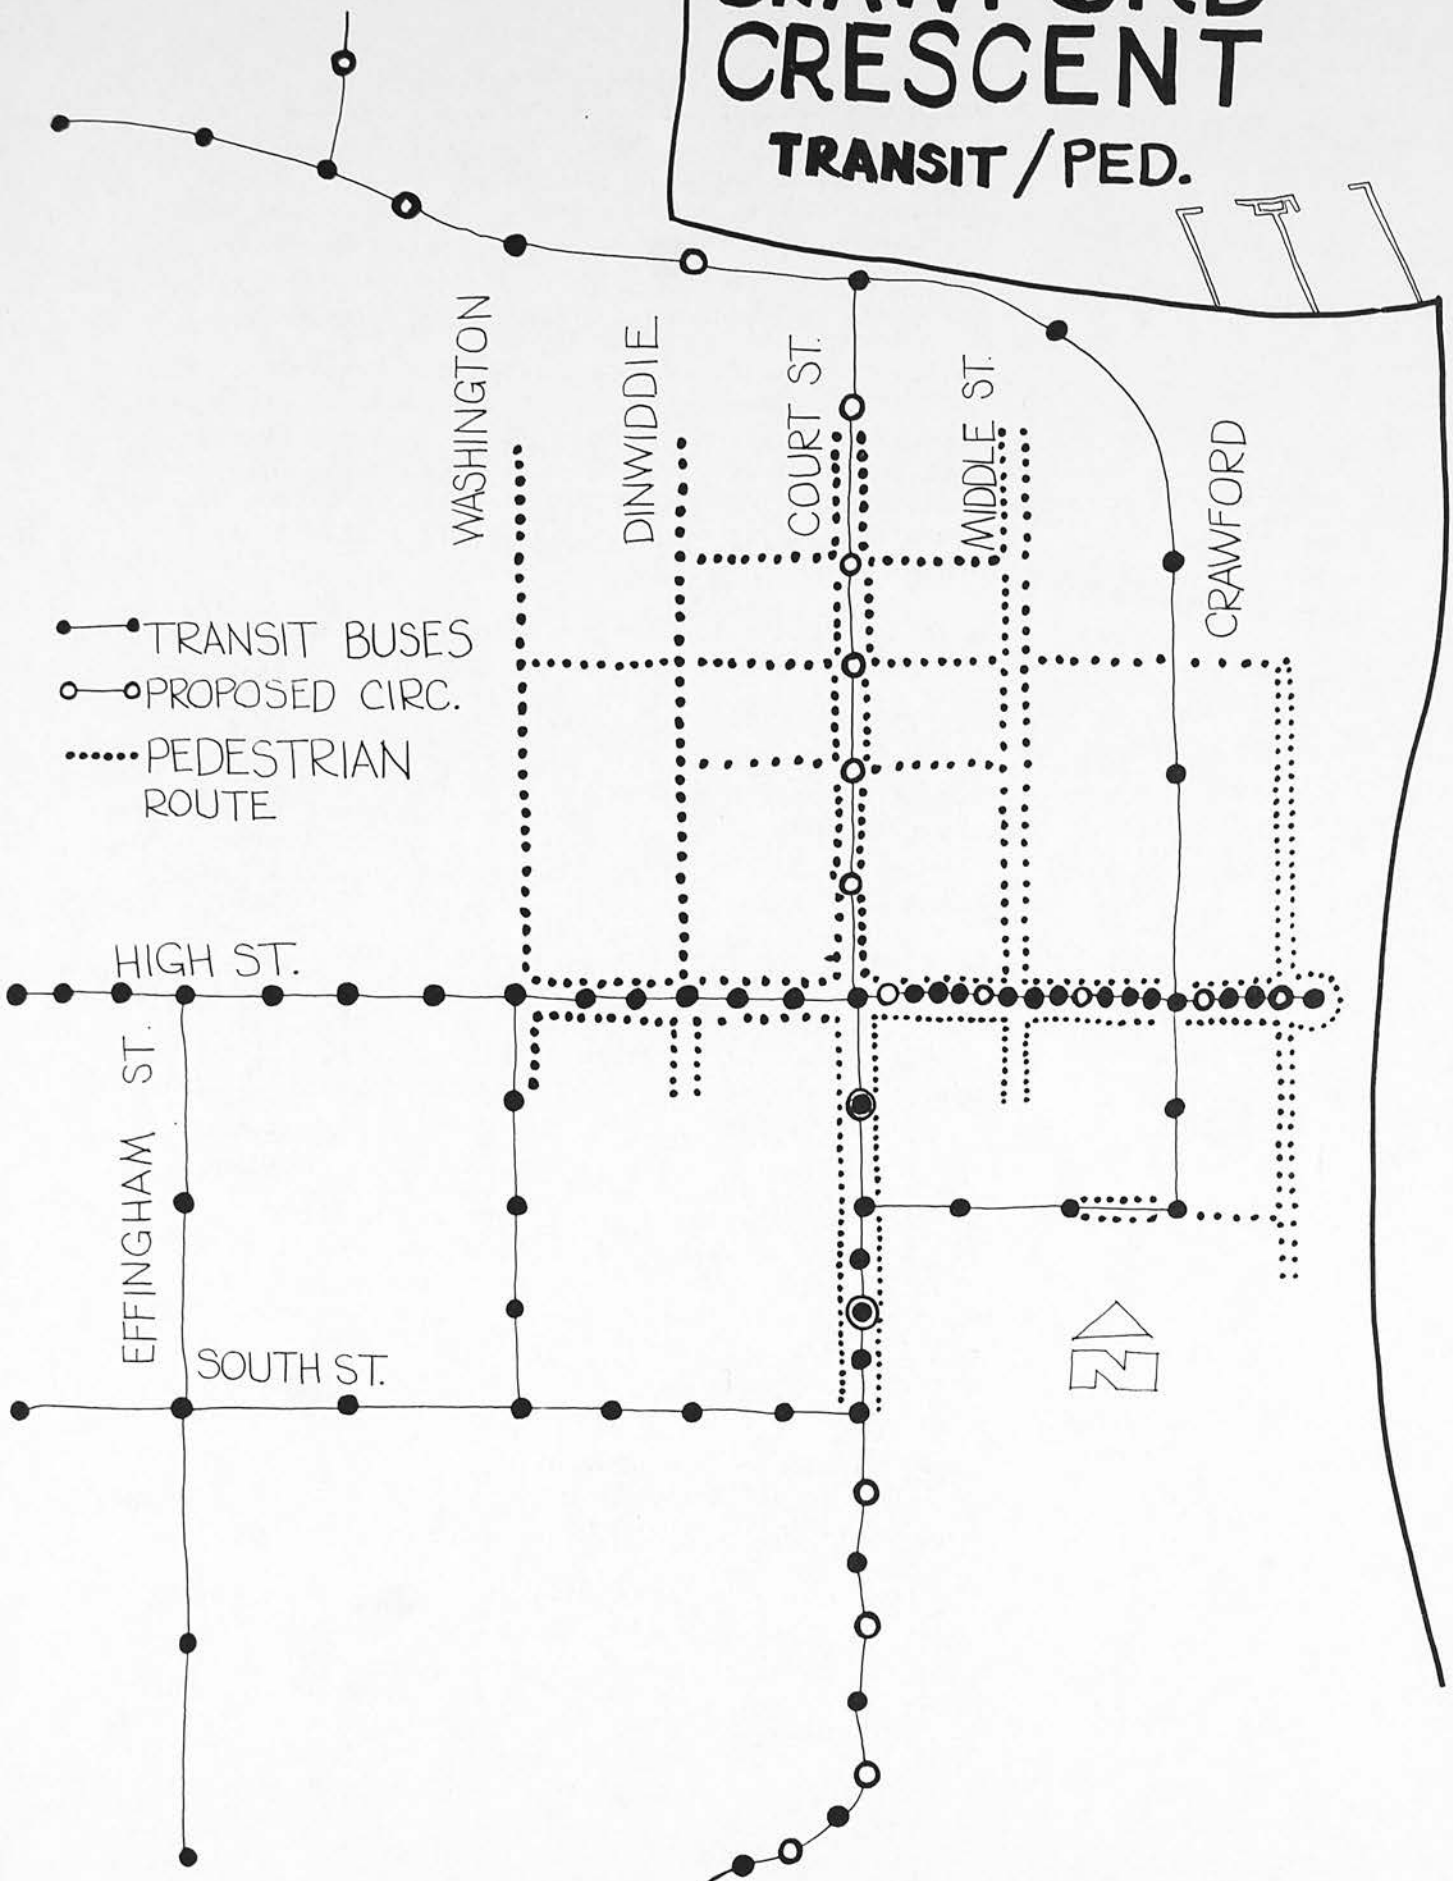 CRAWFORD
CRESCENT
TRANSIT / PED.
WASHINGTON
DINWIDDIE
COURT ST.
MIDDLE ST.
CRAWFORD
TRANSIT BUSES
PROPOSED CIRC.
PEDESTRIAN
ROUTE
HIGH ST.
EFFINGHAM ST.
SOUTH ST.
N